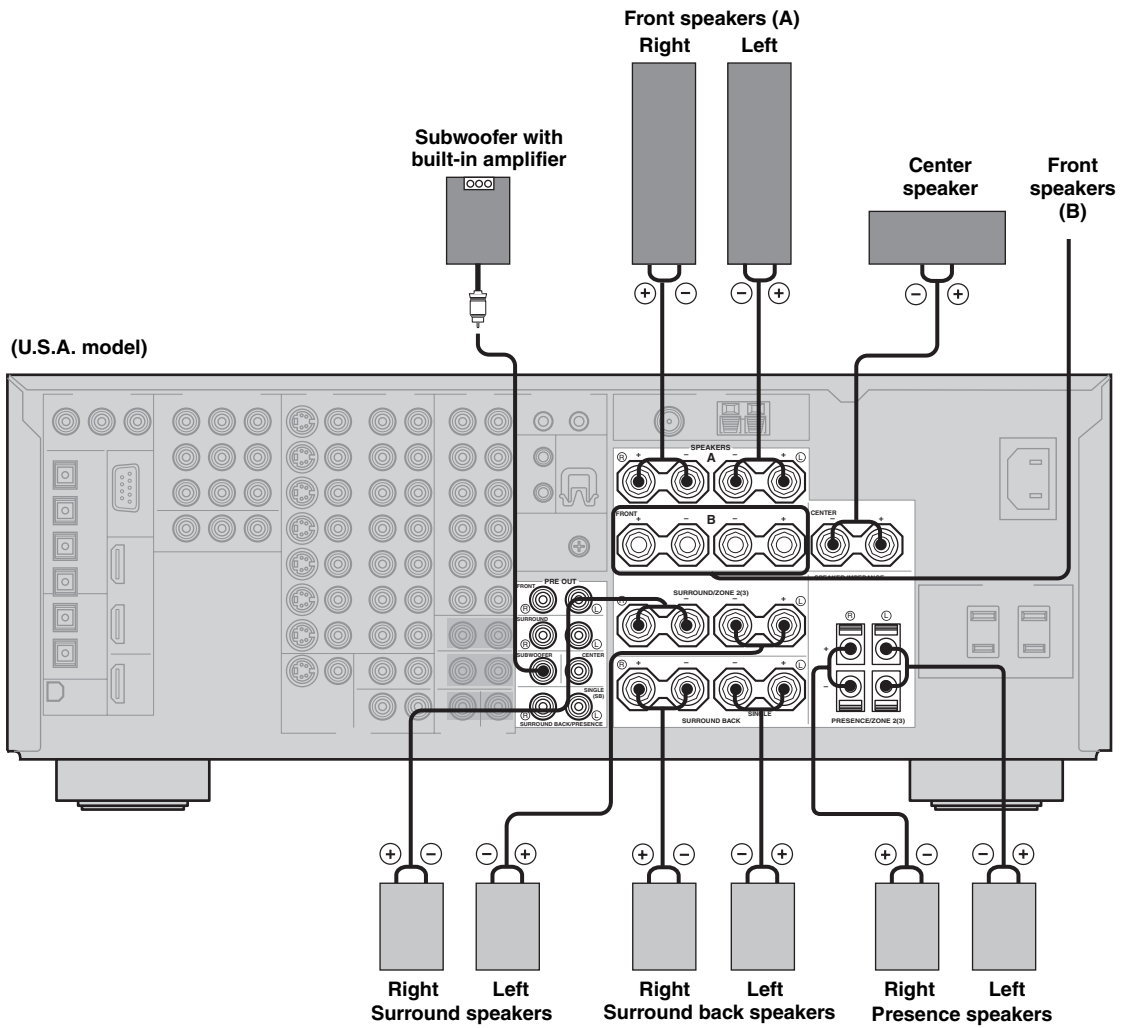 Front speakers (A)
Right Left
Subwoofer with
built-in amplifier
Center
speaker
Front
speakers
(B)
+ − − +
− +
(U.S.A. model)
SPEAKERS
R + − A − + L
FRONT
+ − B − +
CENTER
− +
SPEAKER IMPEDANCE
PRE OUT
FRONT
R L
SURROUND
R L
SUBWOOFER CENTER
SINGLE
(SB)
R L
SURROUND BACK/PRESENCE
SURROUND/ZONE 2(3)
R + − − + L
R + − − + L
SURROUND BACK
SINGLE
R L
+
−
PRESENCE/ZONE 2(3)
+ − − + + − − + + − − +
Right Left
Surround speakers
Right Left
Surround back speakers
Right Left
Presence speakers